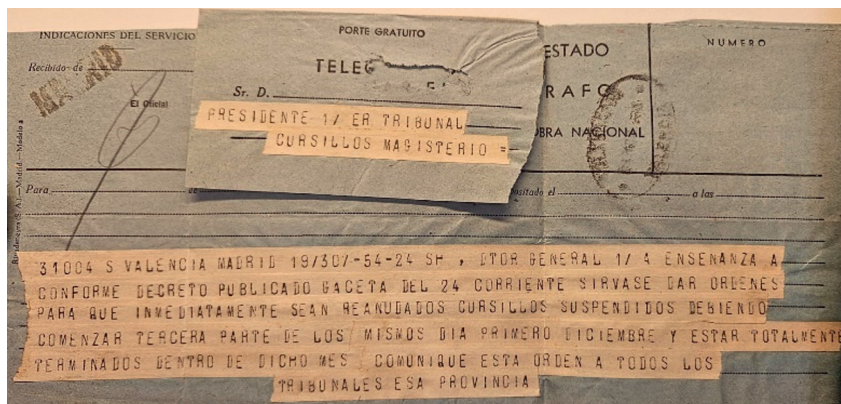 INDICACIONES DEL SERVICIO
PORTE GRATUITO
ESTADO
NUMERO
Recibido de
MADRID
TELEG
RAFO
El Oficial
Sr. D.
OBRA NACIONAL
PRESIDENTE 1/ ER TRIBUNAL
CURSILLOS MAGISTERIO =
Para
de
positado el
a las
31004 S VALENCIA MADRID 19/307-54-24 SH , DTOR GENERAL 1/ A ENSENANZA A
CONFORME DECRETO PUBLICADO GACETA DEL 24 CORRIENTE SIRVASE DAR ORDENES
PARA QUE INMEDIATAMENTE SEAN REANUDADOS CURSILLOS SUSPENDIDOS DEBIENDO
COMENZAR TERCERA PARTE DE LOS MISMOS DIA PRIMERO DICIEMBRE Y ESTAR TOTALMENTE
TERMINADOS DENTRO DE DICHO MES COMUNIQUE ESTA ORDEN A TODOS LOS
TRIBUNALES ESA PROVINCIA